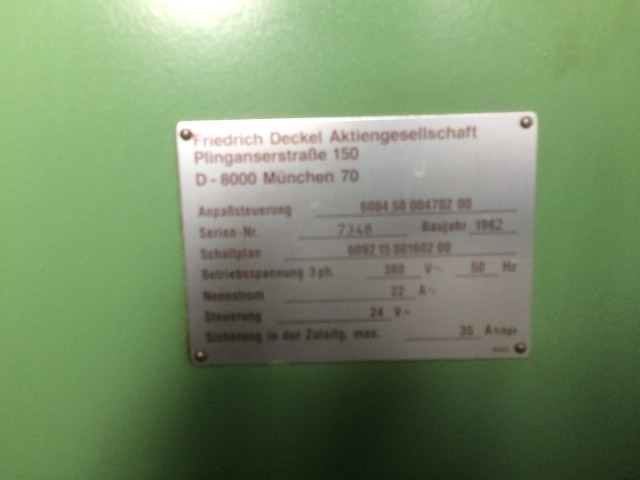 Friedrich Deckel Aktiengesellschaft
Plinganserstraße 150
D - 8000 München 70
Anpaßsteuerung 6004 50 004702 00
Serien-Nr. 7348 Baujahr 1982
Schaltplan 6092 15 001602 00
Betriebsspannung 3 ph. 380 V~ 50 Hz
Nennstrom 22 A~
Steuerung 24 V=
Sicherung in der Zuleitg. max. 35 A träge